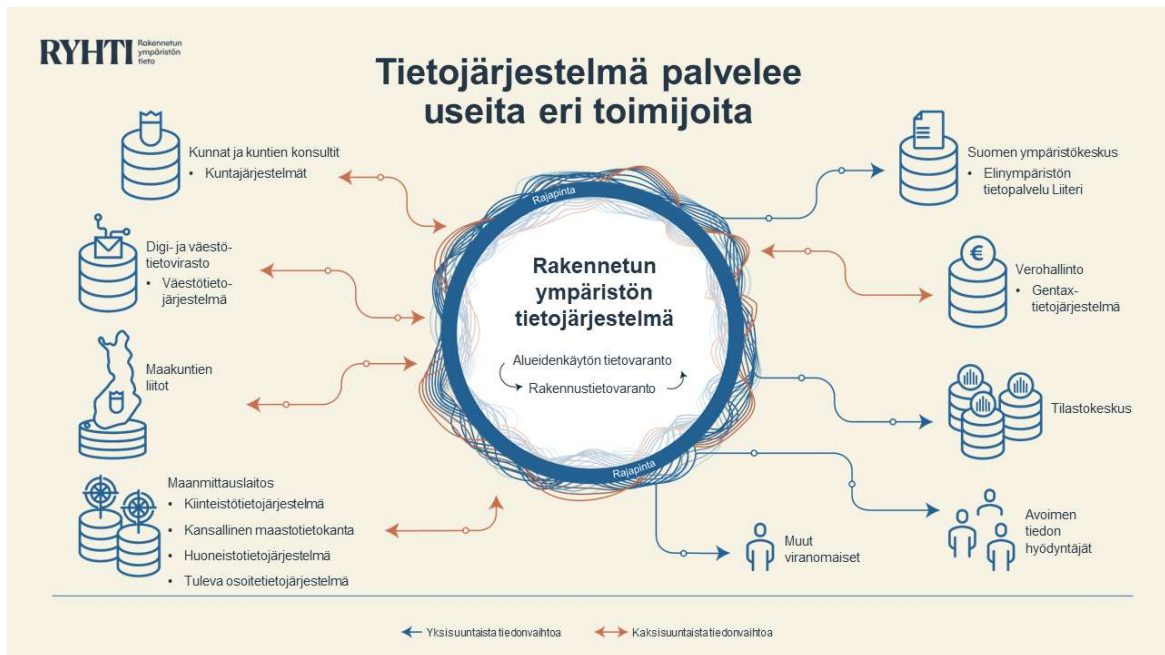 RYHTI
Rakennetun
ympäristön
tieto
Tietojärjestelmä palvelee
useita eri toimijoita
Kunnat ja kuntien konsultit
• Kuntajärjestelmät
Digi- ja väestö-
tietovirasto
• Väestötieto-
järjestelmä
Maakuntien
liitot
Maanmittauslaitos
• Kiinteistötietojärjestelmä
• Kansallinen maastotietokanta
• Huoneistotietojärjestelmä
• Tuleva osoitetietojärjestelmä
Rajapinta
Rakennetun
ympäristön
tietojärjestelmä
Alueidenkäytön tietovaranto
Rakennustietovaranto
Rajapinta
Suomen ympäristökeskus
• Elinympäristön
tietopalvelu Liiteri
€
Verohallinto
• Gentax-
tietojärjestelmä
Tilastokeskus
Avoimen
tiedon
hyödyntäjät
Muut
viranomaiset
Yksisuuntaista tiedonvaihtoa
Kaksisuuntaista tiedonvaihtoa